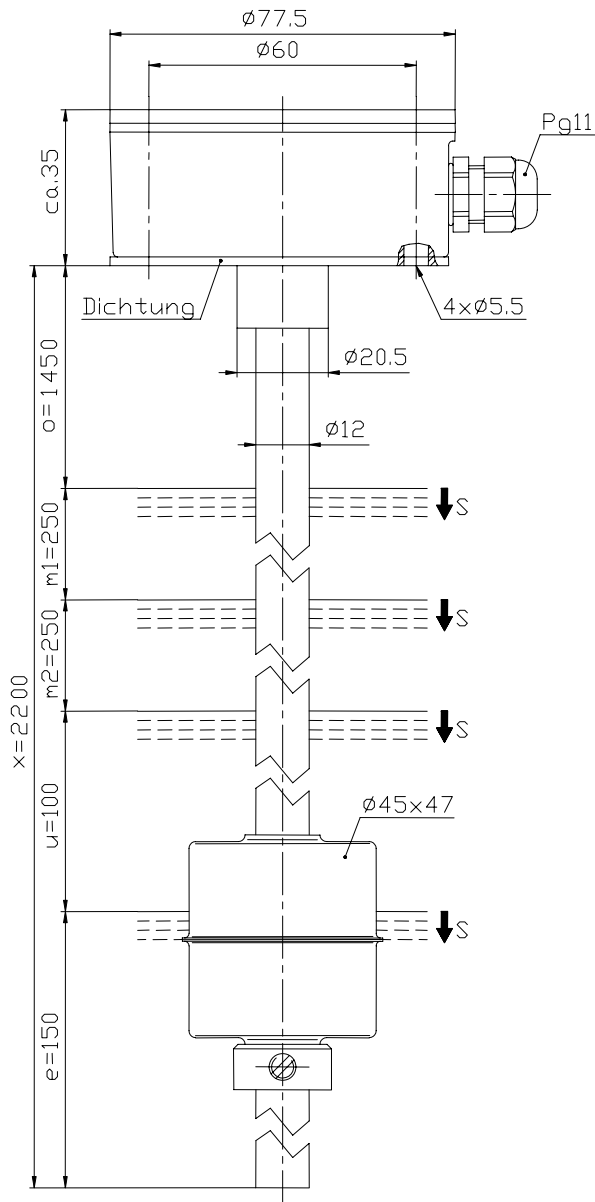 ø77.5
ø60
Pg11
ca.35
Dichtung
4xø5.5
ø20.5
o=1450
ø12
S
m1=250
S
m2=250
S
x=2200
u=100
ø45x47
S
e=150